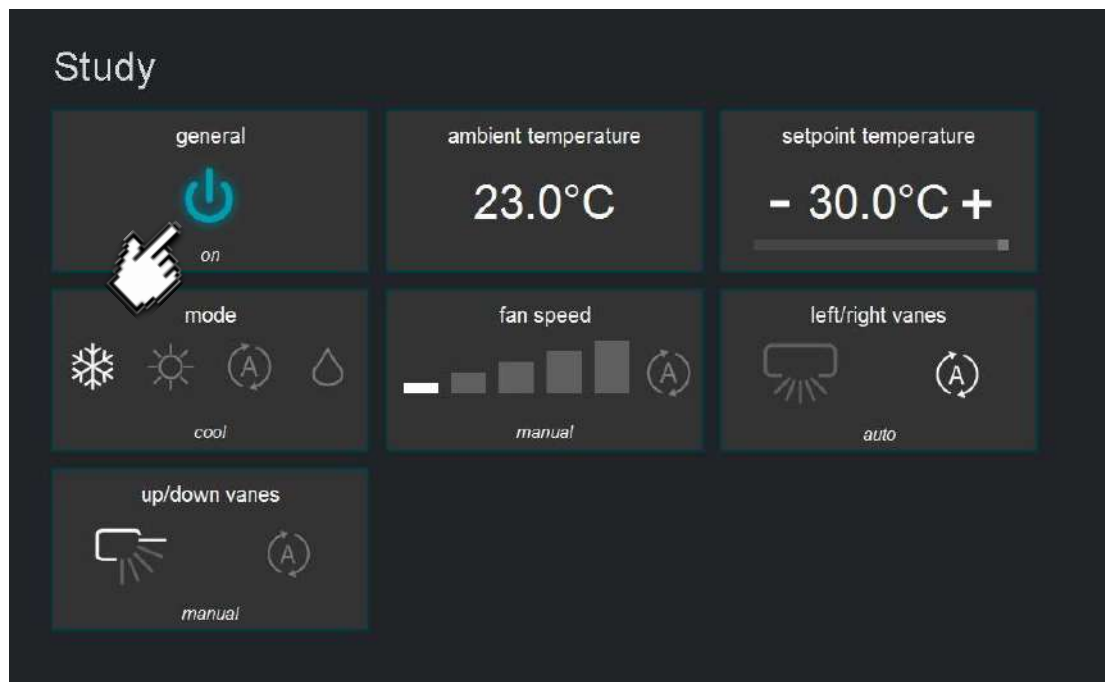 Study
general
on
ambient temperature
23.0°C
setpoint temperature
- 30.0°C +
mode
A
cool
fan speed
A
manual
left/right vanes
A
auto
up/down vanes
A
manual